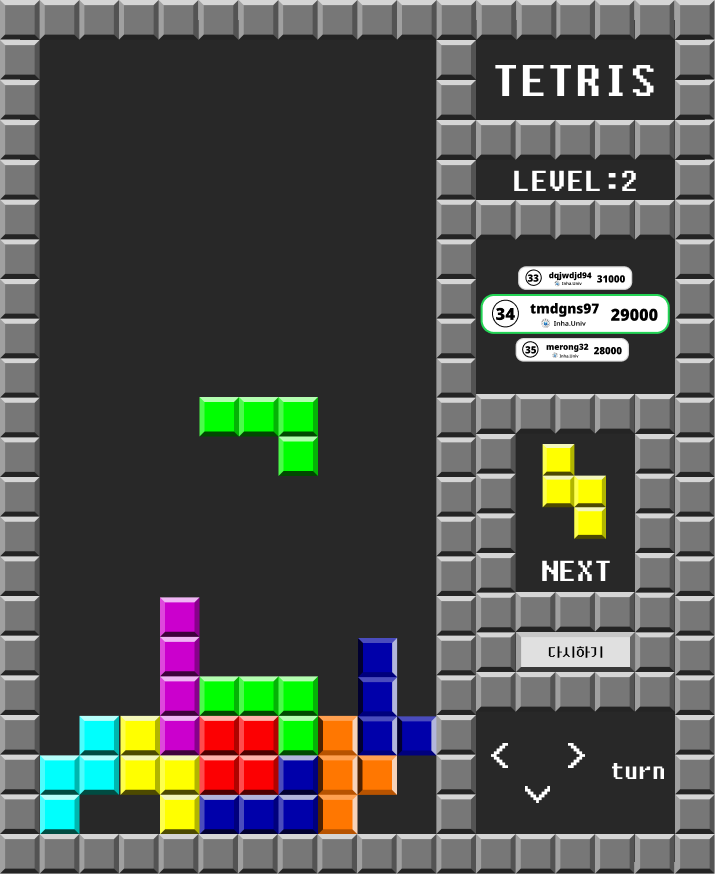 TETRIS
LEVEL:2
33 dqjwdjd94 31000
Inha.Univ
34 tmdgns97 29000
Inha.Univ
35 merong32 28000
Inha.Univ
NEXT
다시하기
turn